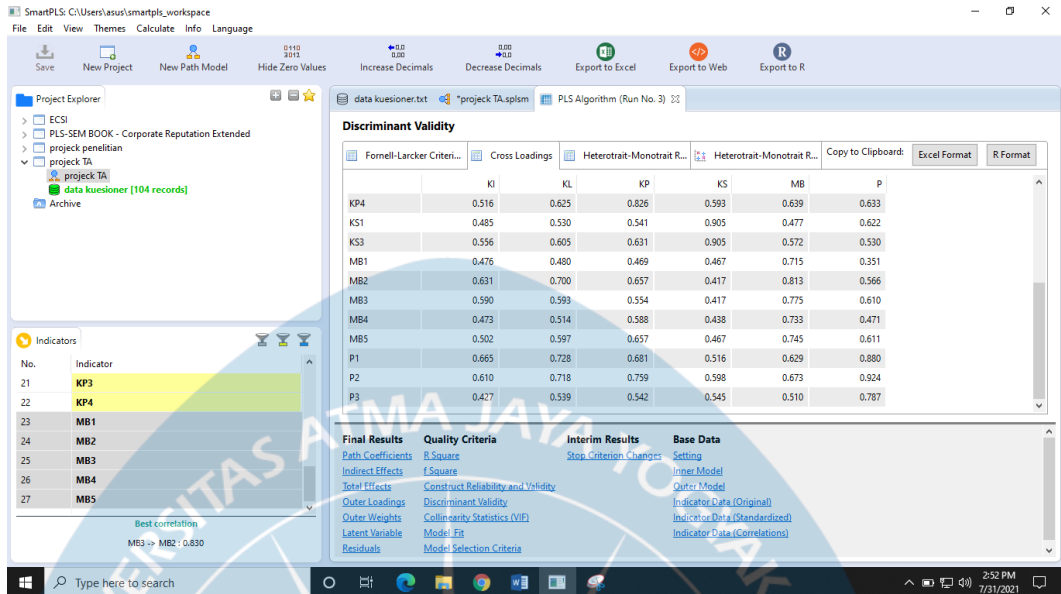 SmartPLS: C:\Users\asus\smartpls_workspace
File Edit View Themes Calculate Info Language
Save New Project New Path Model Hide Zero Values Increase Decimals Decrease Decimals Export to Excel Export to Web Export to R
Project Explorer
ECSI
PLS-SEM BOOK - Corporate Reputation Extended
projeck penelitian
projeck TA
projeck TA
data kuesioner [104 records]
Archive
Indicators
No. Indicator
21 KP3
22 KP4
23 MB1
24 MB2
25 MB3
26 MB4
27 MB5
Best correlation
MB3 -> MB2 : 0.830
data kuesioner.txt *projeck TA.splsm PLS Algorithm (Run No. 3)
Discriminant Validity
Fornell-Larcker Criteri... Cross Loadings Heterotrait-Monotrait R... Heterotrait-Monotrait R... Copy to Clipboard: Excel Format R Format
KI KL KP KS MB P
KP4 0.516 0.625 0.826 0.593 0.639 0.633
KS1 0.485 0.530 0.541 0.905 0.477 0.622
KS3 0.556 0.605 0.631 0.905 0.572 0.530
MB1 0.476 0.480 0.469 0.467 0.715 0.351
MB2 0.631 0.700 0.657 0.417 0.813 0.566
MB3 0.590 0.593 0.554 0.417 0.775 0.610
MB4 0.473 0.514 0.588 0.438 0.733 0.471
MB5 0.502 0.597 0.657 0.467 0.745 0.611
P1 0.665 0.728 0.681 0.516 0.629 0.880
P2 0.610 0.718 0.759 0.598 0.673 0.924
P3 0.427 0.539 0.542 0.545 0.510 0.787
Final Results Quality Criteria Interim Results Base Data
Path Coefficients R Square Stop Criterion Changes Setting
Indirect Effects f Square Inner Model
Total Effects Construct Reliability and Validity Outer Model
Outer Loadings Discriminant Validity Indicator Data (Original)
Outer Weights Collinearity Statistics (VIF) Indicator Data (Standardized)
Latent Variable Model_Fit Indicator Data (Correlations)
Residuals Model Selection Criteria
Type here to search
2:52 PM
7/31/2021